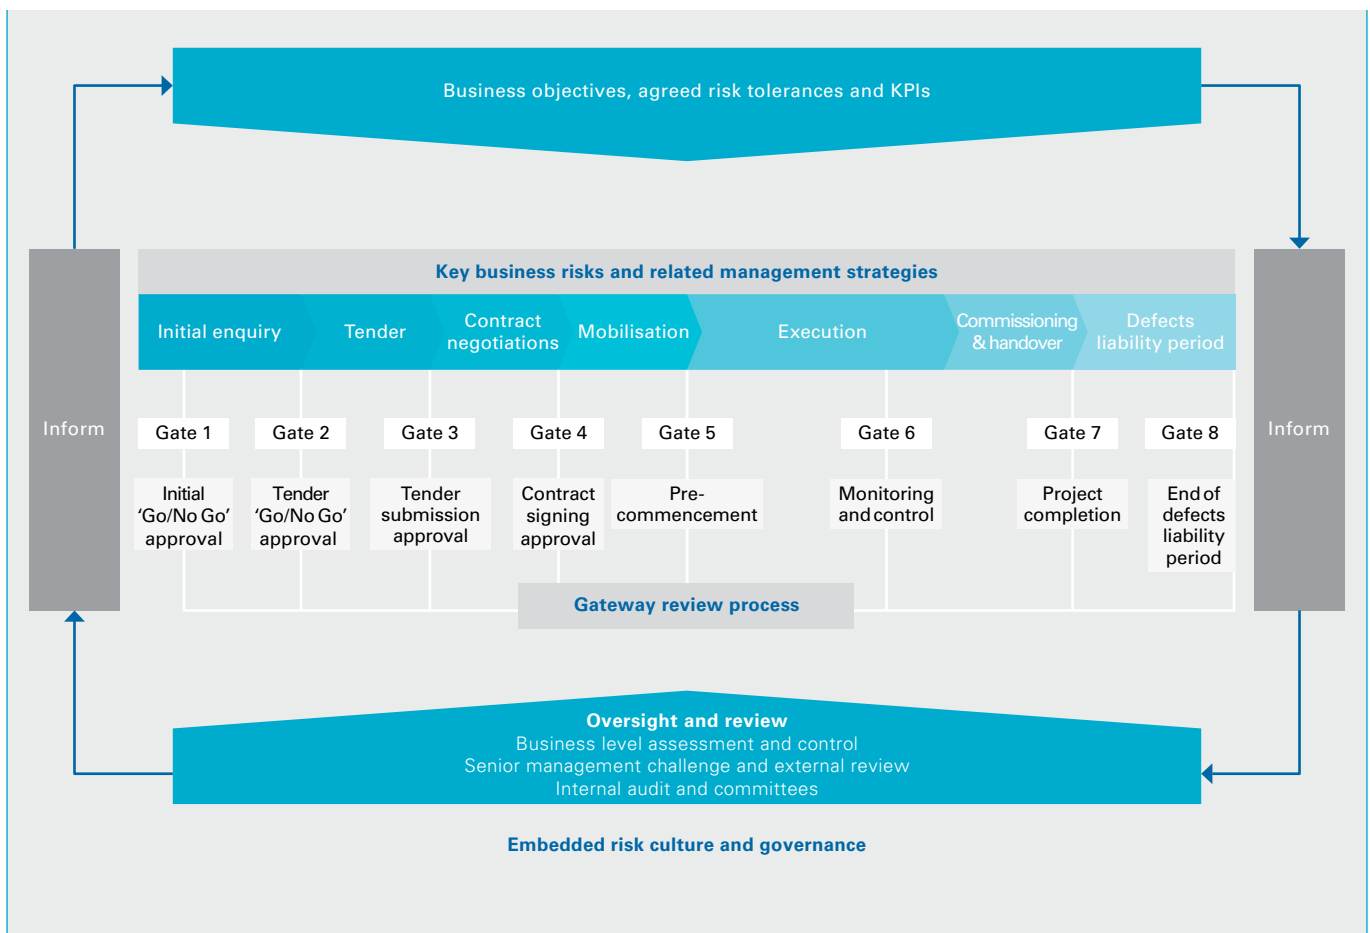 Business objectives, agreed risk tolerances and KPIs
Inform
Key business risks and related management strategies
Initial enquiry
Tender
Contract
negotiations
Mobilisation
Execution
Commissioning
& handover
Defects
liability period
Gate 1
Gate 2
Gate 3
Gate 4
Gate 5
Gate 6
Gate 7
Gate 8
Initial
‘Go/No Go’
approval
Tender
‘Go/No Go’
approval
Tender
submission
approval
Contract
signing
approval
Pre-
commencement
Monitoring
and control
Project
completion
End of
defects
liability
period
Gateway review process
Inform
Oversight and review
Business level assessment and control
Senior management challenge and external review
Internal audit and committees
Embedded risk culture and governance